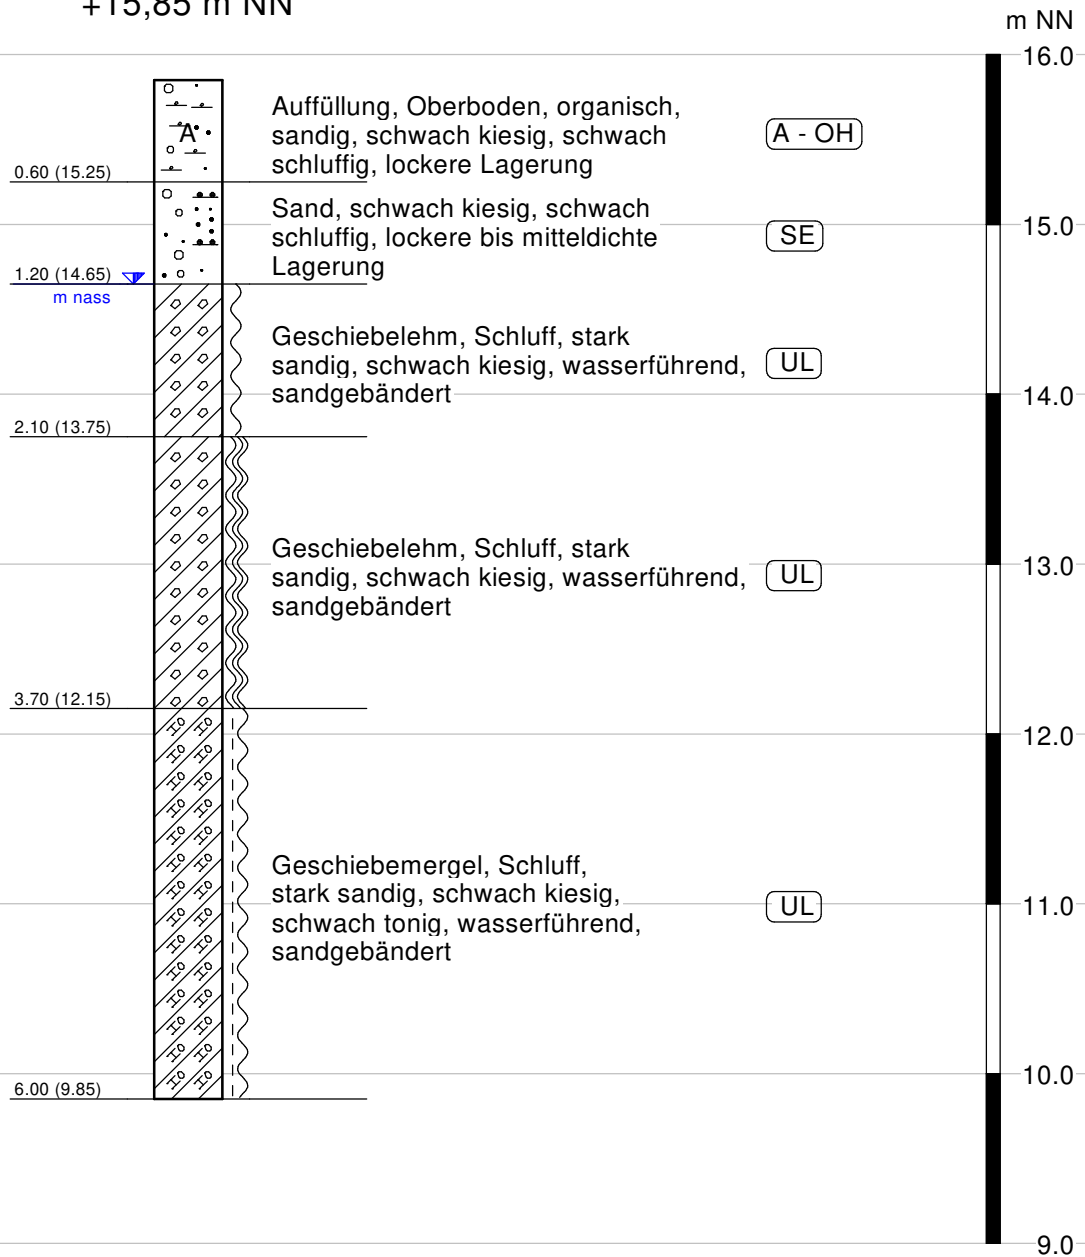 +15,85 m NN
m NN
16.0
Auffüllung, Oberboden, organisch,
sandig, schwach kiesig, schwach
schluffig, lockere Lagerung
A
A - OH
0.60 (15.25)
Sand, schwach kiesig, schwach
schluffig, lockere bis mitteldichte
Lagerung
SE
15.0
1.20 (14.65)
m nass
Geschiebelehm, Schluff, stark
sandig, schwach kiesig, wasserführend,
sandgebändert
UL
14.0
2.10 (13.75)
Geschiebelehm, Schluff, stark
sandig, schwach kiesig, wasserführend,
sandgebändert
UL
13.0
3.70 (12.15)
12.0
Geschiebemergel, Schluff,
stark sandig, schwach kiesig,
schwach tonig, wasserführend,
sandgebändert
UL
11.0
10.0
6.00 (9.85)
9.0